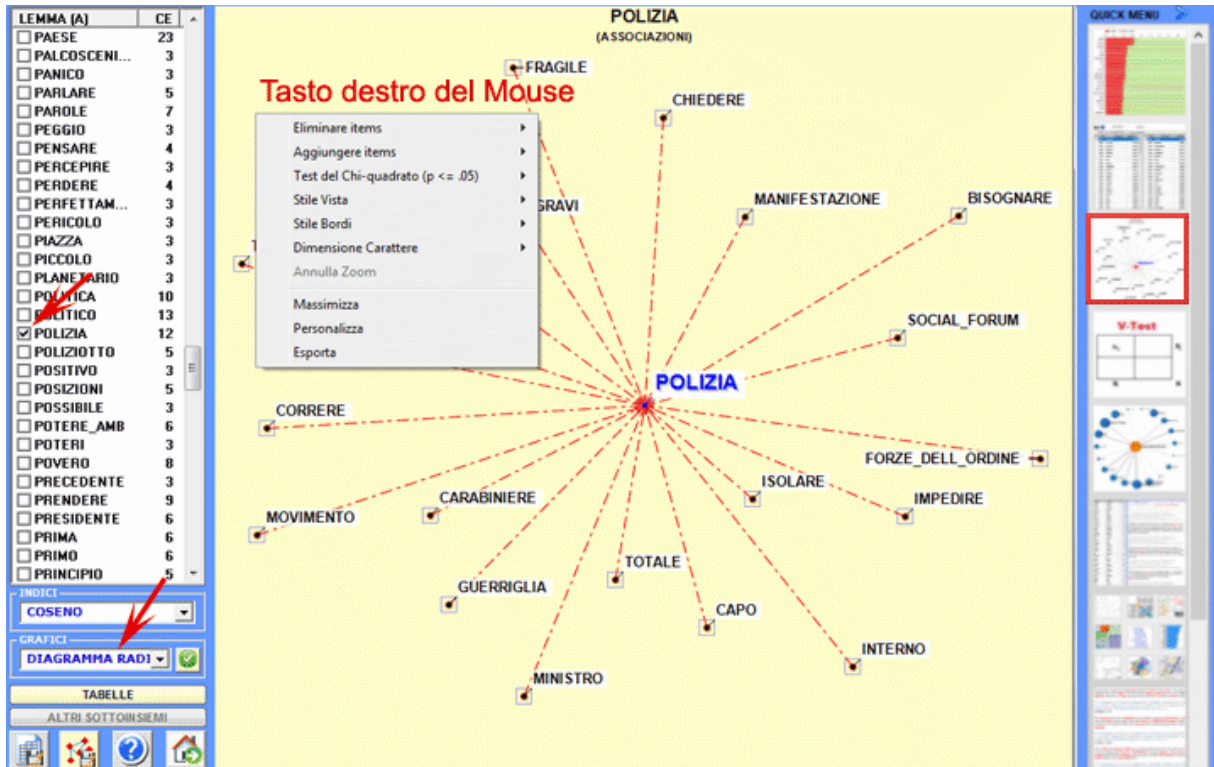 LEMMA (A) CE
PAESE 23
PALCOSCENI... 3
PANICO 3
PARLARE 5
PAROLE 7
PEGGIO 3
PENSARE 4
PERCEPIRE 3
PERDERE 4
PERFETTAM... 3
PERICOLO 3
PIAZZA 3
PICCOLO 3
PLANETARIO 3
POLITICA 10
POLITICO 13
POLIZIA 12
POLIZIOTTO 5
POSITIVO 3
POSIZIONI 5
POSSIBILE 3
POTERE_AMB 6
POTERI 3
POVERO 8
PRECEDENTE 3
PRENDERE 9
PRESIDENTE 6
PRIMA 6
PRIMO 6
PRINCIPIO 5
INDICI
COSENO
GRAFICI
DIAGRAMMA RADI
TABELLE
ALTRI SOTTOINSIEMI
POLIZIA
(ASSOCIAZIONI)
FRAGILE
Tasto destro del Mouse
CHIEDERE
Eliminare items
Aggiungere items
Test del Chi-quadrato (p <= .05)
Stile Vista
Stile Bordi
Dimensione Carattere
Annulla Zoom
Massimizza
Personalizza
Esporta
GRAVI
MANIFESTAZIONE
BISOGNARE
SOCIAL_FORUM
POLIZIA
CORRERE
FORZE_DELL_ORDINE
ISOLARE
CARABINIERE
IMPEDIRE
MOVIMENTO
TOTALE
GUERRIGLIA
CAPO
INTERNO
MINISTRO
QUICK MENU
V-Test